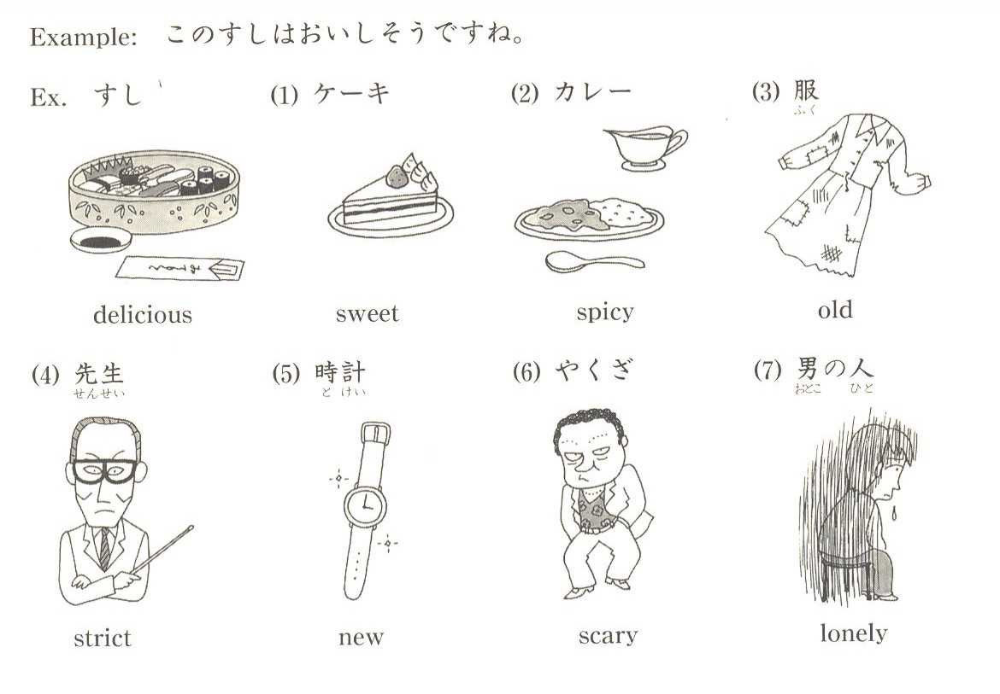 Example: このすしはおいしそうですね。
Ex. すし
(1) ケーキ
(2) カレー
(3) 服
ふく
delicious
sweet
spicy
old
(4) 先生
せんせい
(5) 時計
とけい
(6) やくざ
(7) 男の人
おとこ ひと
strict
new
scary
lonely